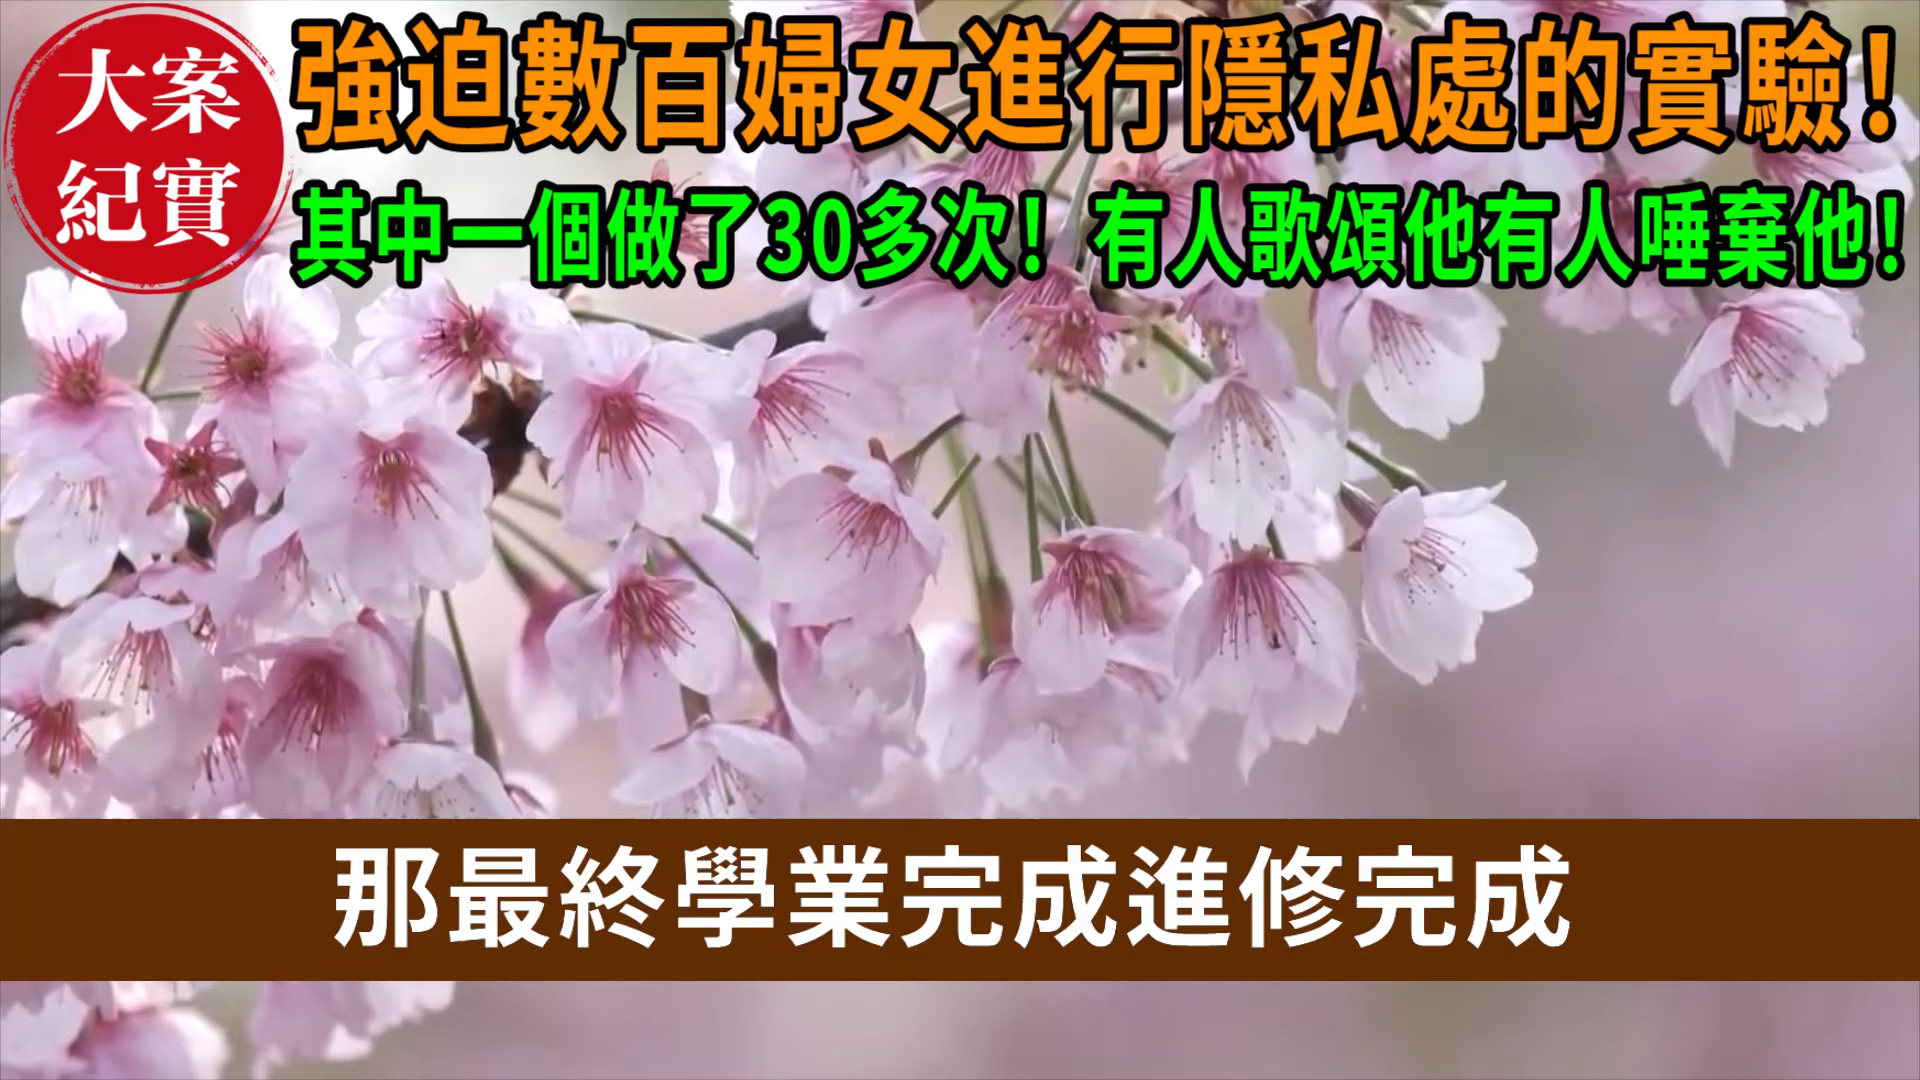 大案
紀實
強迫數百婦女進行隱私處的實驗！
其中一個做了30多次！有人歌頌他有人唾棄他！
那最終學業完成進修完成